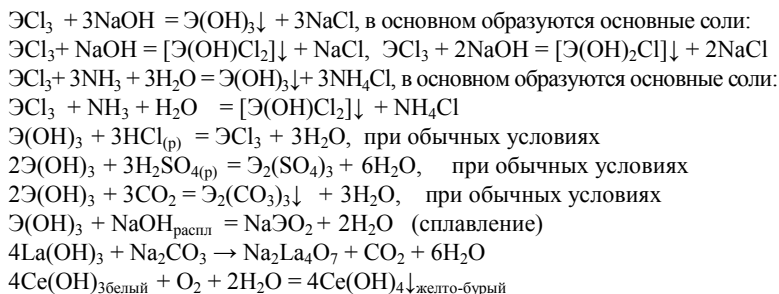 ЭCl₃ + 3NaOH = Э(OH)₃↓ + 3NaCl, в основном образуются основные соли:
ЭCl₃+ NaOH = [Э(OH)Cl₂]↓ + NaCl, ЭCl₃ + 2NaOH = [Э(OH)₂Cl]↓ + 2NaCl
ЭCl₃+ 3NH₃ + 3H₂O = Э(OH)₃↓+ 3NH₄Cl, в основном образуются основные соли:
ЭCl₃ + NH₃ + H₂O = [Э(OH)Cl₂]↓ + NH₄Cl
Э(OH)₃ + 3HCl₍ₚ₎ = ЭCl₃ + 3H₂O, при обычных условиях
2Э(OH)₃ + 3H₂SO₄₍ₚ₎ = Э₂(SO₄)₃ + 6H₂O, при обычных условиях
2Э(OH)₃ + 3CO₂ = Э₂(CO₃)₃↓ + 3H₂O, при обычных условиях
Э(OH)₃ + NaOHраспл = NaЭO₂ + 2H₂O (сплавление)
4La(OH)₃ + Na₂CO₃ → Na₂La₄O₇ + CO₂ + 6H₂O
4Ce(OH)₃белый + O₂ + 2H₂O = 4Ce(OH)₄↓желто-бурый